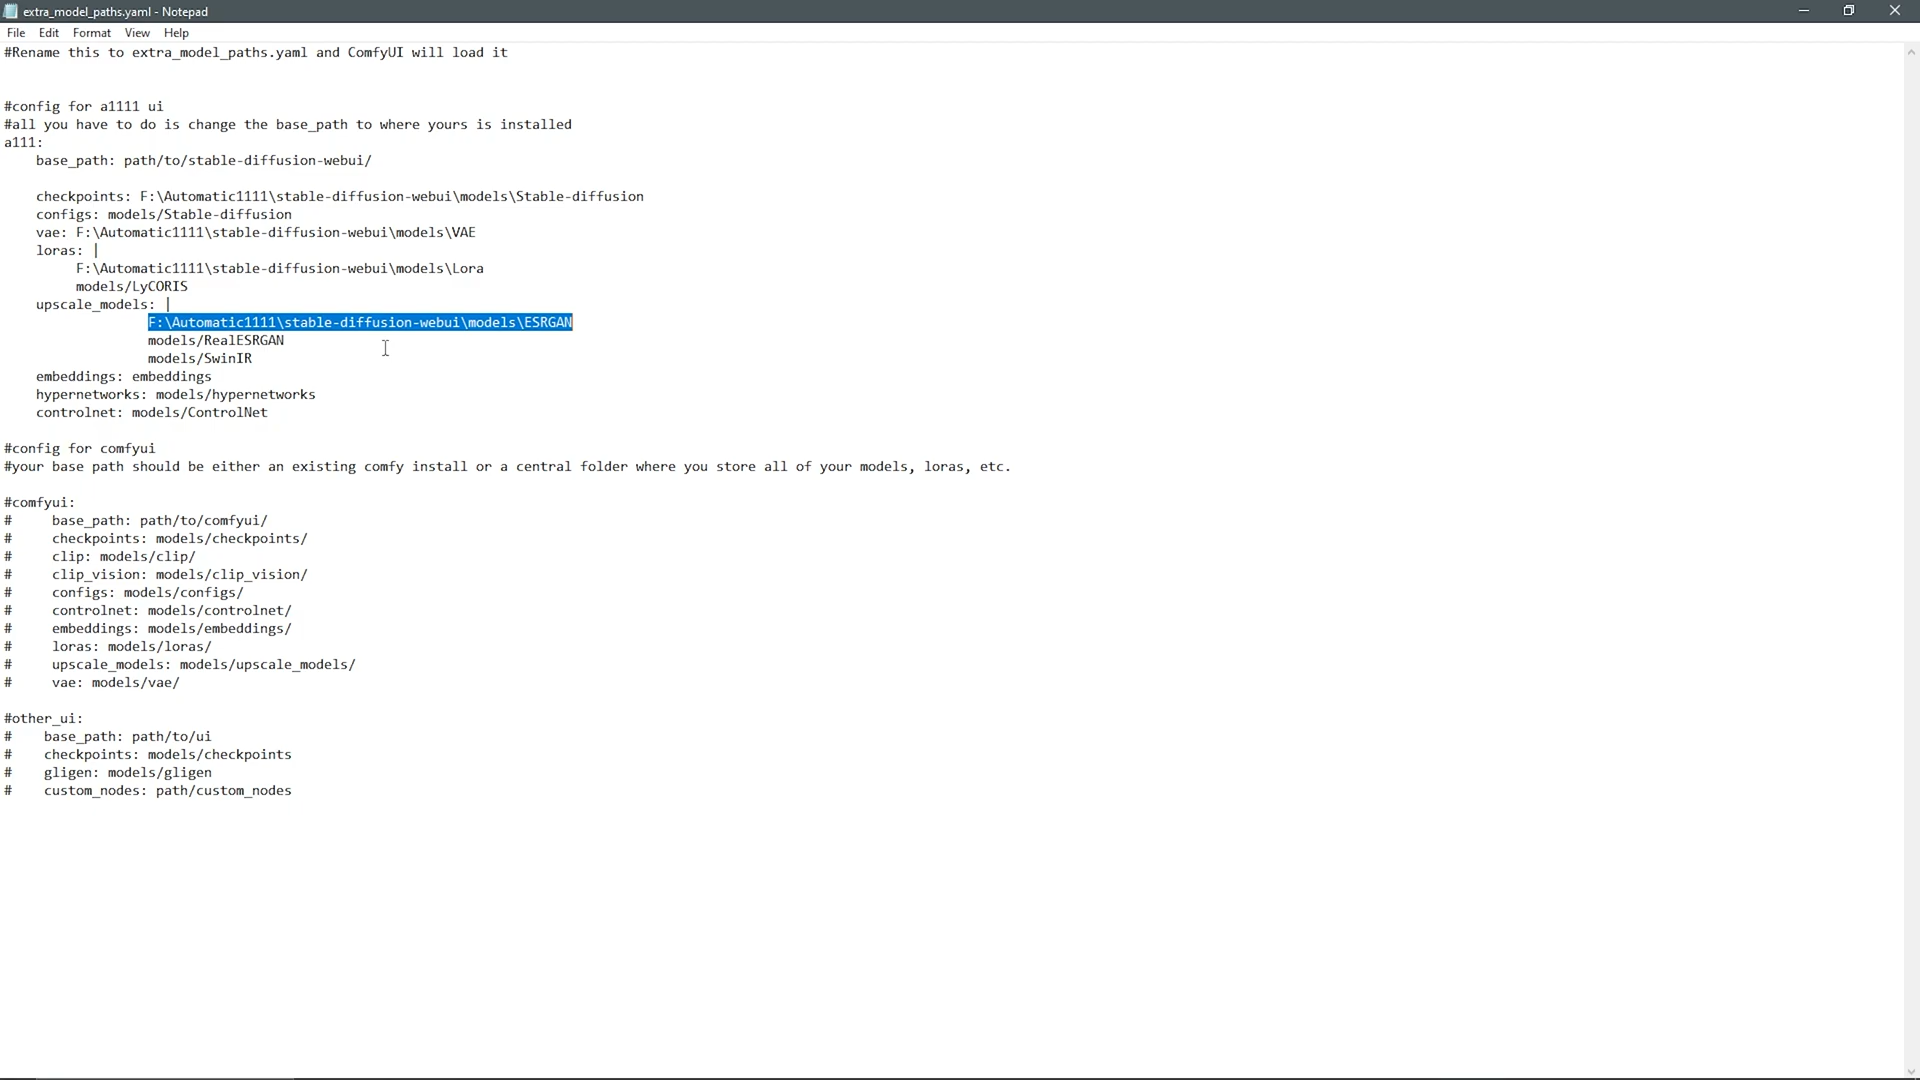 extra_model_paths.yaml - Notepad
File Edit Format View Help
#Rename this to extra_model_paths.yaml and ComfyUI will load it
#config for a1111 ui
#all you have to do is change the base_path to where yours is installed
a111:
    base_path: path/to/stable-diffusion-webui/
    checkpoints: F:\Automatic1111\stable-diffusion-webui\models\Stable-diffusion
    configs: models/Stable-diffusion
    vae: F:\Automatic1111\stable-diffusion-webui\models\VAE
    loras: |
         F:\Automatic1111\stable-diffusion-webui\models\Lora
         models/LyCORIS
    upscale_models: |
                  F:\Automatic1111\stable-diffusion-webui\models\ESRGAN
                  models/RealESRGAN
                  models/SwinIR
    embeddings: embeddings
    hypernetworks: models/hypernetworks
    controlnet: models/ControlNet
#config for comfyui
#your base path should be either an existing comfy install or a central folder where you store all of your models, loras, etc.
#comfyui:
#     base_path: path/to/comfyui/
#     checkpoints: models/checkpoints/
#     clip: models/clip/
#     clip_vision: models/clip_vision/
#     configs: models/configs/
#     controlnet: models/controlnet/
#     embeddings: models/embeddings/
#     loras: models/loras/
#     upscale_models: models/upscale_models/
#     vae: models/vae/
#other_ui:
#    base_path: path/to/ui
#    checkpoints: models/checkpoints
#    gligen: models/gligen
#    custom_nodes: path/custom_nodes